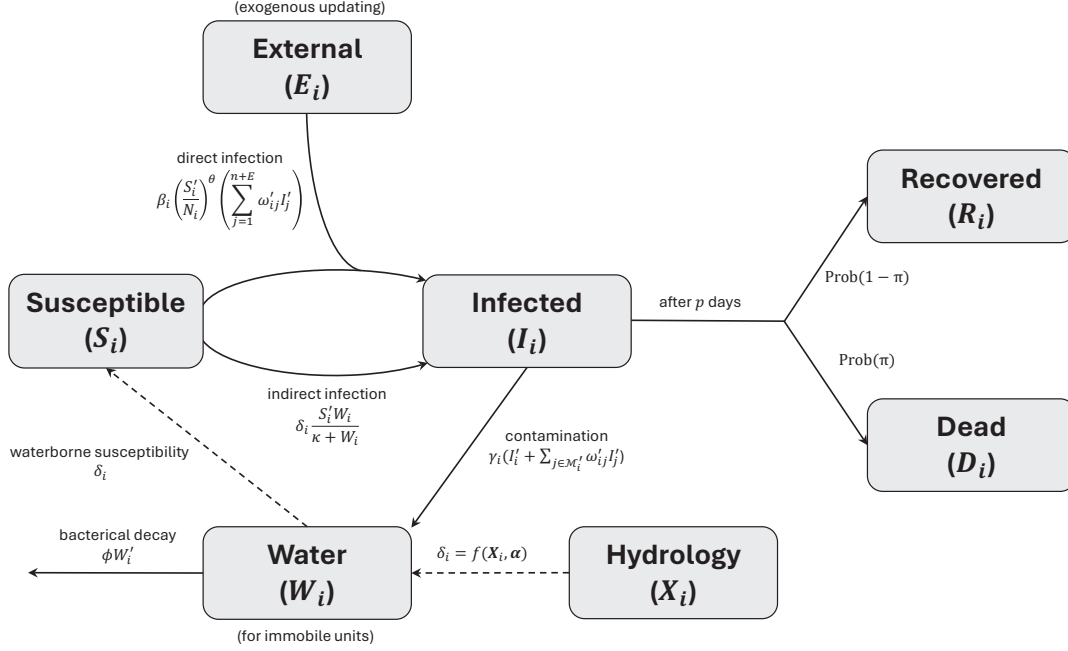 (exogenous updating)
External
(E_i)
direct infection
β_i (S′_i / N_i)^θ (∑_{j=1}^{n+E} ω′_{ij} I′_j)
Recovered
(R_i)
Susceptible
(S_i)
Infected
(I_i)
after p days
Prob(1 − π)
Prob(π)
indirect infection
δ_i S′_i W_i / κ + W_i
Dead
(D_i)
contamination
γ_i(I′_i + ∑_{j∈ℳ′_i} ω′_{ij} I′_j)
waterborne susceptibility
δ_i
bacterical decay
ϕW′_i
Water
(W_i)
δ_i = f(X_i, α)
Hydrology
(X_i)
(for immobile units)